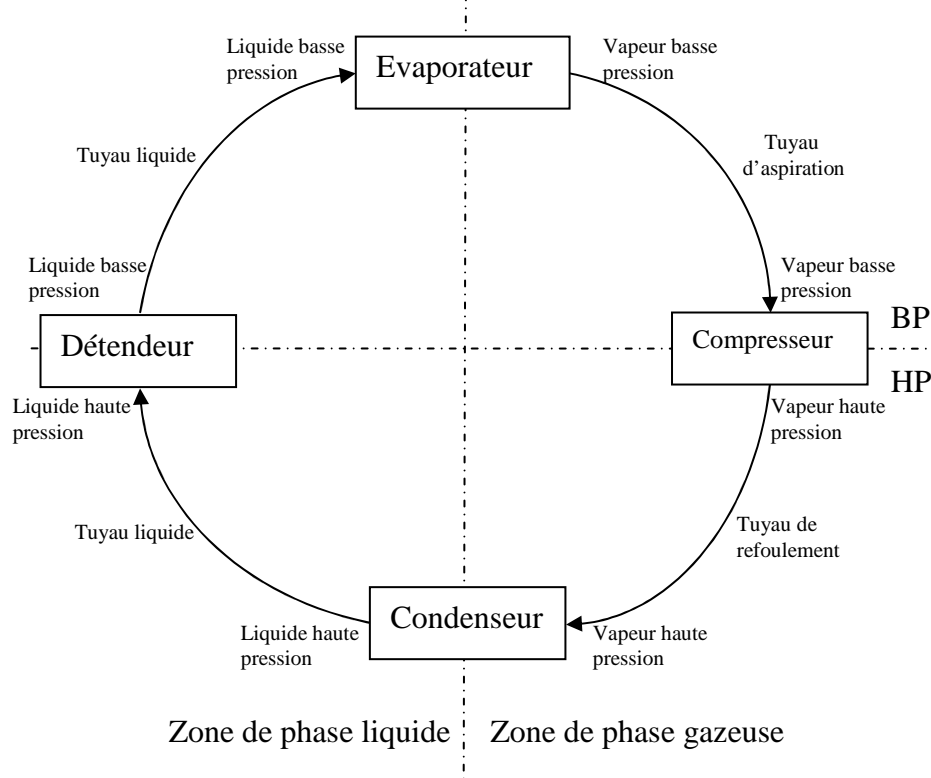 Liquide basse
pression
Evaporateur
Vapeur basse
pression
Tuyau liquide
Tuyau
d’aspiration
Liquide basse
pression
Vapeur basse
pression
Détendeur
Compresseur
BP
HP
Liquide haute
pression
Vapeur haute
pression
Tuyau liquide
Tuyau de
refoulement
Condenseur
Liquide haute
pression
Vapeur haute
pression
Zone de phase liquide
Zone de phase gazeuse